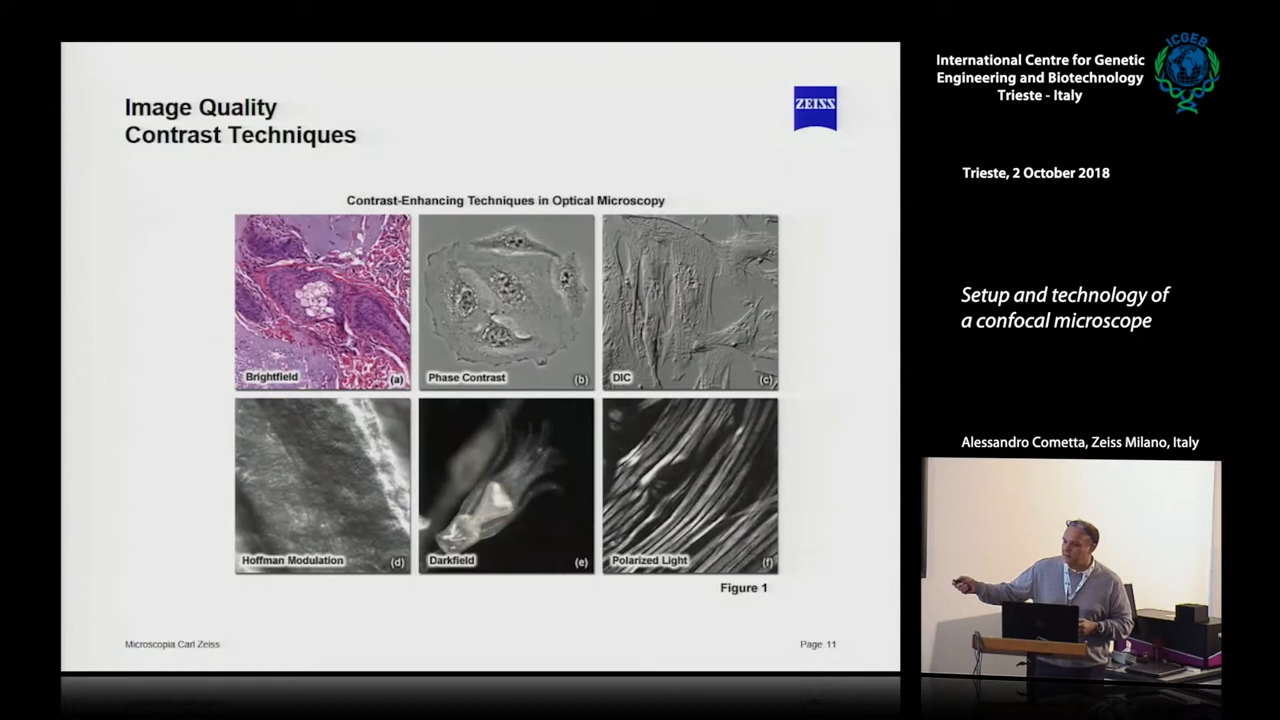 Image Quality
Contrast Techniques
ZEISS
Contrast-Enhancing Techniques in Optical Microscopy
Brightfield (a)
Phase Contrast (b)
DIC (c)
Hoffman Modulation (d)
Darkfield (e)
Polarized Light (f)
Figure 1
Microscopia Carl Zeiss
Page 11
International Centre for Genetic
Engineering and Biotechnology
Trieste - Italy
ICGEB
Trieste, 2 October 2018
Setup and technology of
a confocal microscope
Alessandro Cometta, Zeiss Milano, Italy